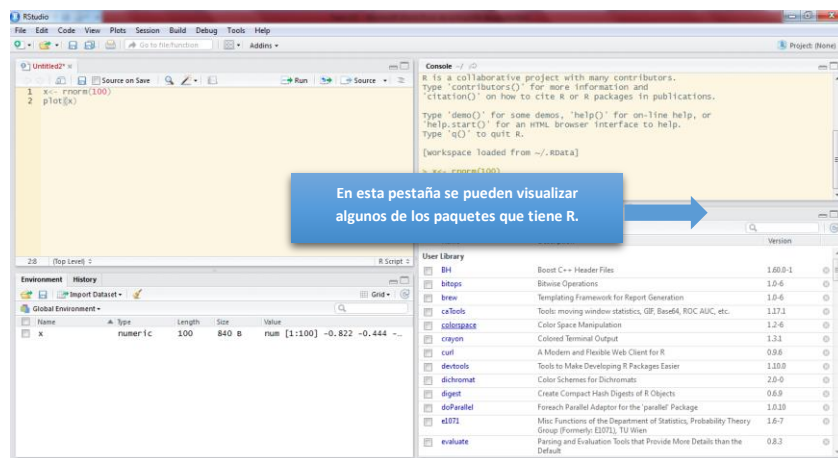 RStudio
File Edit Code View Plots Session Build Debug Tools Help
Go to file/function Addins
Project: (None)
Untitled2*
Source on Save Run Source
1 x<- rnorm(100)
2 plot(x)
2:8 (Top Level) R Script
Console ~/
R is a collaborative project with many contributors.
Type 'contributors()' for more information and
'citation()' on how to cite R or R packages in publications.
Type 'demo()' for some demos, 'help()' for on-line help, or
'help.start()' for an HTML browser interface to help.
Type 'q()' to quit R.
[Workspace loaded from ~/.RData]
> x<- rnorm(100)
En esta pestaña se pueden visualizar
algunos de los paquetes que tiene R.
Environment History
Import Dataset Grid
Global Environment
Name Type Length Size Value
x numeric 100 840 B num [1:100] -0.822 -0.444 -…
Version
User Library
BH Boost C++ Header Files 1.60.0-1
bitops Bitwise Operations 1.0-6
brew Templating Framework for Report Generation 1.0-6
caTools Tools: moving window statistics, GIF, Base64, ROC AUC, etc. 1.17.1
colorspace Color Space Manipulation 1.2-6
crayon Colored Terminal Output 1.3.1
curl A Modern and Flexible Web Client for R 0.9.6
devtools Tools to Make Developing R Packages Easier 1.10.0
dichromat Color Schemes for Dichromats 2.0-0
digest Create Compact Hash Digests of R Objects 0.6.9
doParallel Foreach Parallel Adaptor for the 'parallel' Package 1.0.10
e1071 Misc Functions of the Department of Statistics, Probability Theory
Group (Formerly: E1071), TU Wien 1.6-7
evaluate Parsing and Evaluation Tools that Provide More Details than the
Default 0.8.3